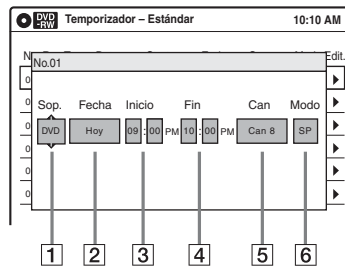 DVD -RW Temporizador – Estándar 10:10 AM
Edit.
No.01
Sop. Fecha Inicio Fin Can Modo
DVD Hoy 09 : 00 PM 10 : 00 PM Can 8 SP
1 2 3 4 5 6